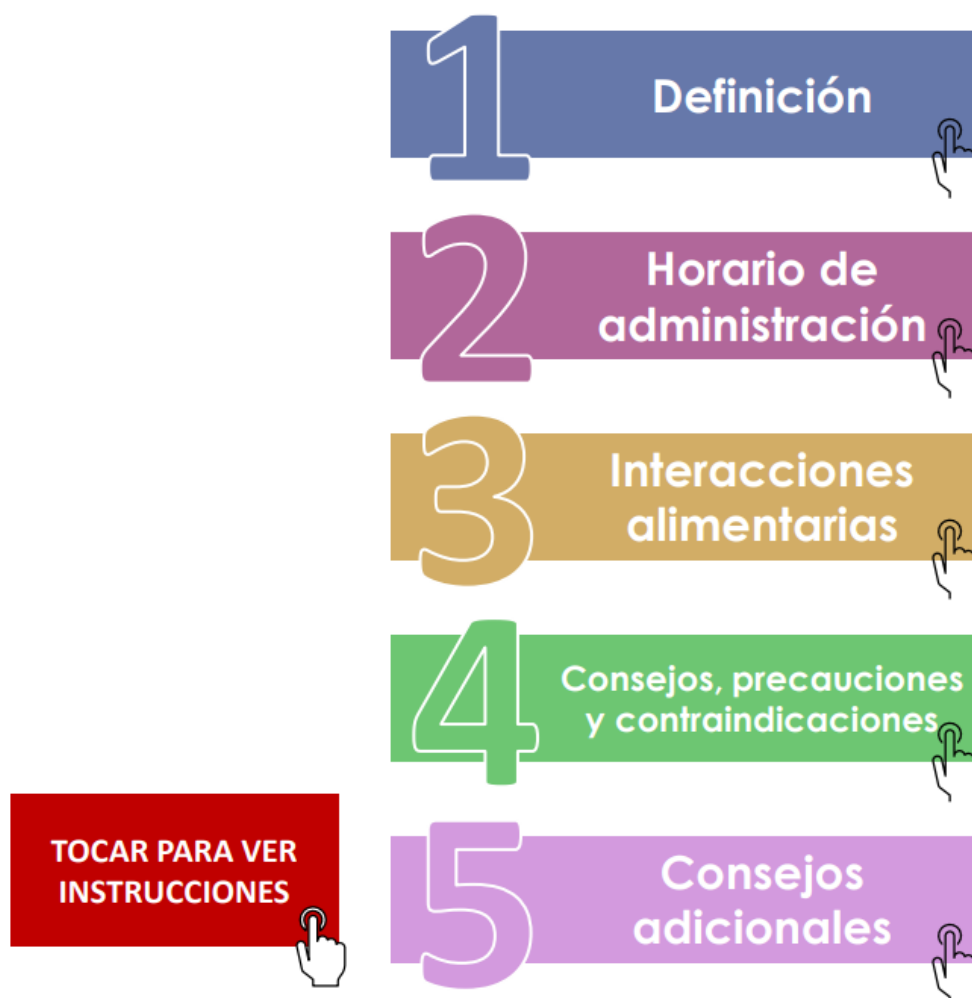 1
Definición
2
Horario de
administración
3
Interacciones
alimentarias
4
Consejos, precauciones
y contraindicaciones
TOCAR PARA VER
INSTRUCCIONES
5
Consejos
adicionales